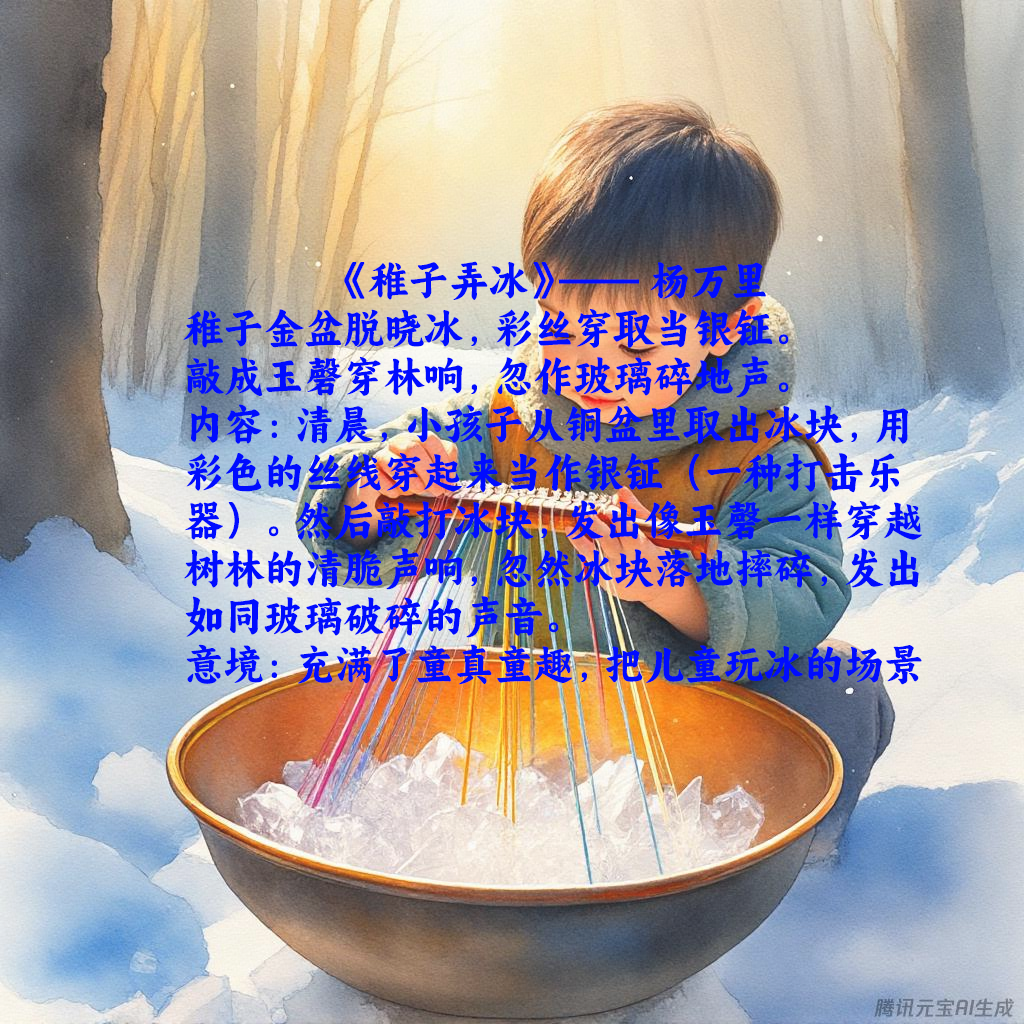 《稚子弄冰》—— 杨万里
稚子金盆脱晓冰，彩丝穿取当银钲。
敲成玉磬穿林响，忽作玻璃碎地声。
内容：清晨，小孩子从铜盆里取出冰块，用
彩色的丝线穿起来当作银钲（一种打击乐
器）。然后敲打冰块，发出像玉磬一样穿越
树林的清脆声响，忽然冰块落地摔碎，发出
如同玻璃破碎的声音。
意境：充满了童真童趣，把儿童玩冰的场景
腾讯元宝AI生成